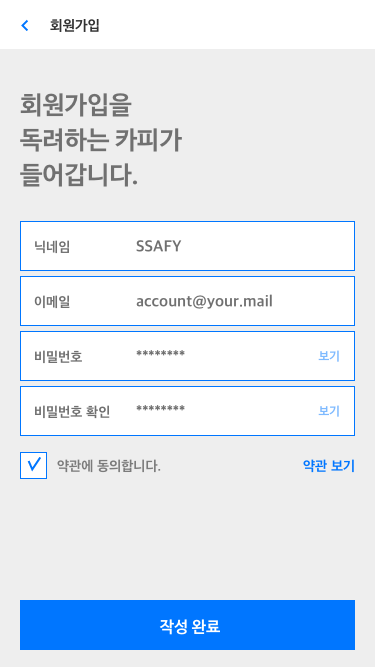 회원가입
회원가입을
독려하는 카피가
들어갑니다.
닉네임 SSAFY
이메일 account@your.mail
비밀번호 ******** 보기
비밀번호 확인 ******** 보기
약관에 동의합니다. 약관 보기
작성 완료